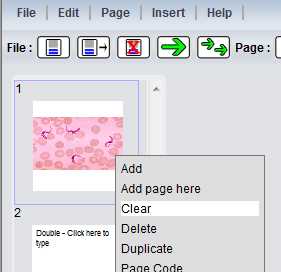 File Edit Page Insert Help
File : Page :
1
Add
Add page here
Clear
2
Delete
Double - Click here to
type
Duplicate
Page Code